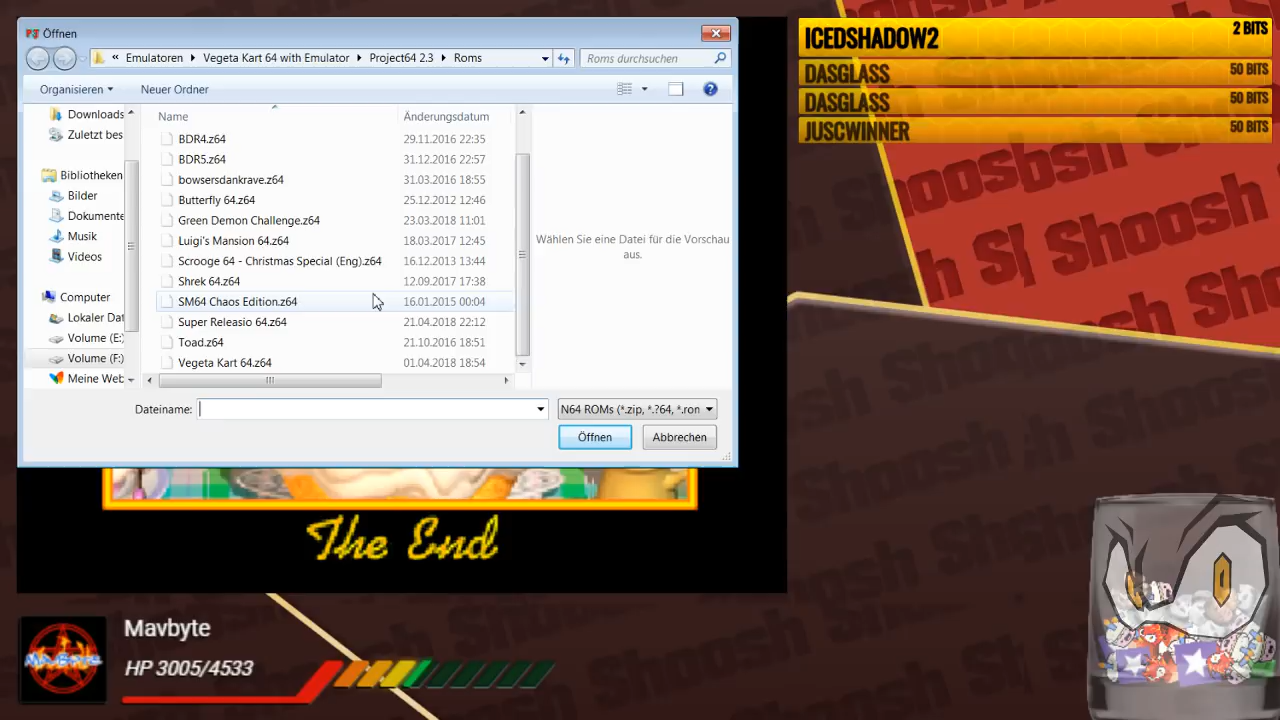 Öffnen
« Emulatoren Vegeta Kart 64 with Emulator Project64 2.3 Roms
Roms durchsuchen
Organisieren Neuer Ordner
Downloads
Zuletzt bes
Bibliotheken
Bilder
Dokumente
Musik
Videos
Computer
Lokaler Dat
Volume (E:)
Volume (F:)
Meine Web
Name Änderungsdatum
BDR4.z64 29.11.2016 22:35
BDR5.z64 31.12.2016 22:57
bowsersdankrave.z64 31.03.2016 18:55
Butterfly 64.z64 25.12.2012 12:46
Green Demon Challenge.z64 23.03.2018 11:01
Luigi's Mansion 64.z64 18.03.2017 12:45
Scrooge 64 - Christmas Special (Eng).z64 16.12.2013 13:44
Shrek 64.z64 12.09.2017 17:38
SM64 Chaos Edition.z64 16.01.2015 00:04
Super Releasio 64.z64 21.04.2018 22:12
Toad.z64 21.10.2016 18:51
Vegeta Kart 64.z64 01.04.2018 18:54
Wählen Sie eine Datei für die Vorschau
aus.
Dateiname:
N64 ROMs (*.zip, *.?64, *.ron
Öffnen Abbrechen
The End
Mavbyte
HP 3005/4533
ICEDSHADOW2 2 BITS
DASGLASS 50 BITS
DASGLASS 50 BITS
JUSCWINNER 50 BITS